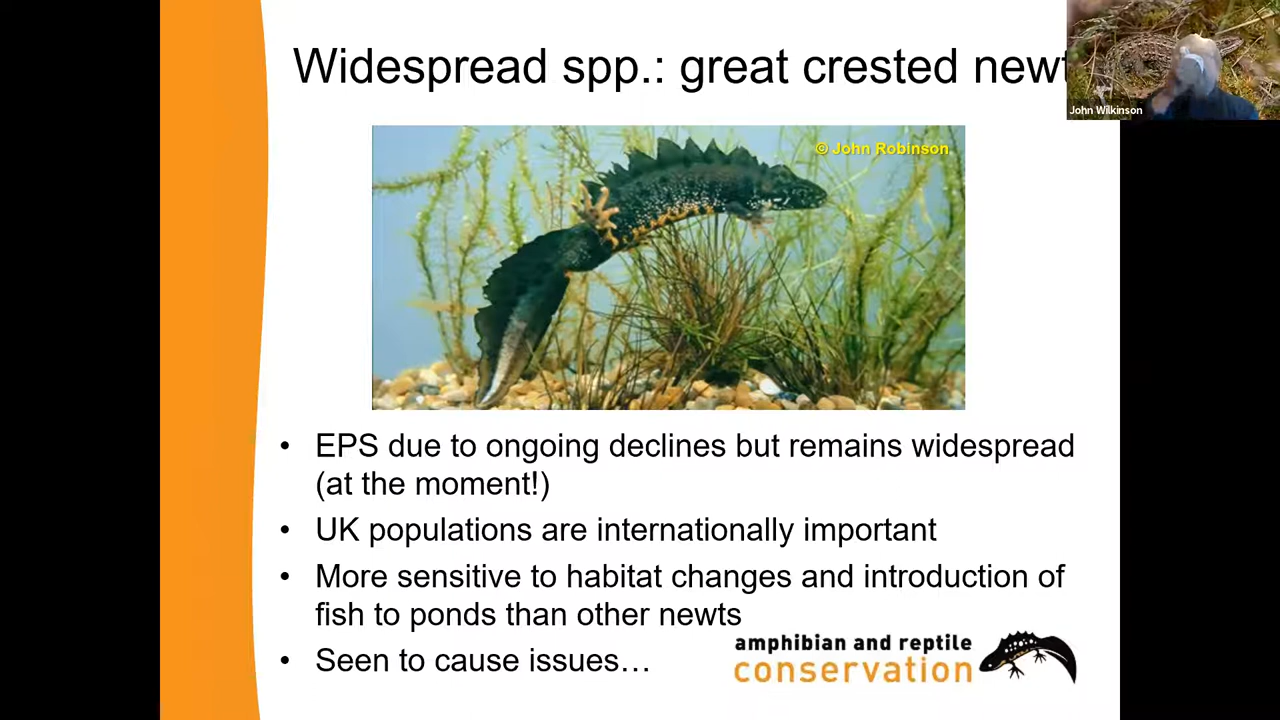 Widespread spp.: great crested newt
John Wilkinson
© John Robinson
• EPS due to ongoing declines but remains widespread
(at the moment!)
• UK populations are internationally important
• More sensitive to habitat changes and introduction of
fish to ponds than other newts
• Seen to cause issues…
amphibian and reptile
conservation